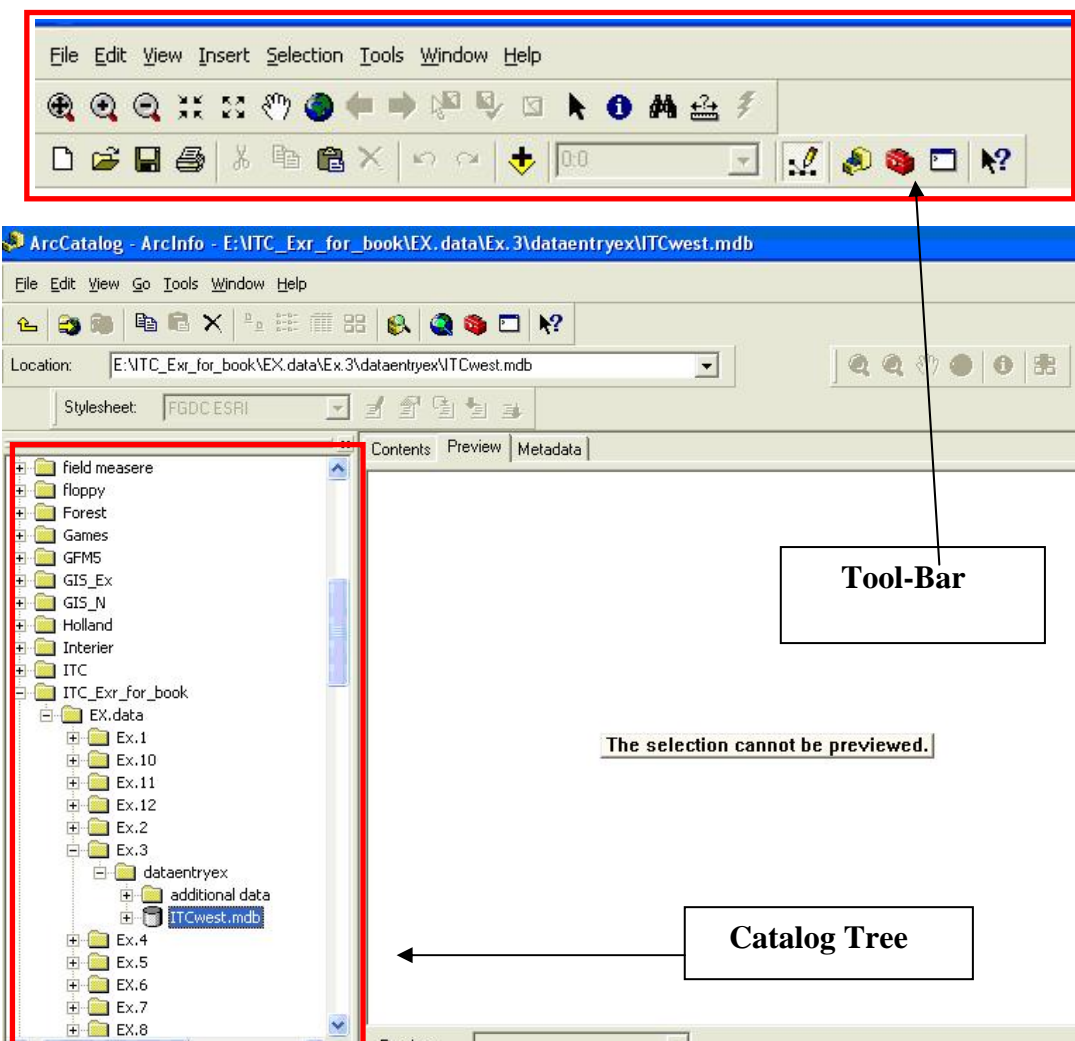 File Edit View Insert Selection Tools Window Help
0:0
ArcCatalog - ArcInfo - E:\ITC_Exr_for_book\EX.data\Ex.3\dataentryex\ITCwest.mdb
File Edit View Go Tools Window Help
Location: E:\ITC_Exr_for_book\EX.data\Ex.3\dataentryex\ITCwest.mdb
Stylesheet: FGDC ESRI
Contents Preview Metadata
field measere
floppy
Forest
Games
GFM5
GIS_Ex
GIS_N
Holland
Interier
ITC
ITC_Exr_for_book
EX.data
Ex.1
Ex.10
Ex.11
Ex.12
Ex.2
Ex.3
dataentryex
additional data
ITCwest.mdb
Ex.4
Ex.5
EX.6
Ex.7
EX.8
Tool-Bar
The selection cannot be previewed.
Catalog Tree